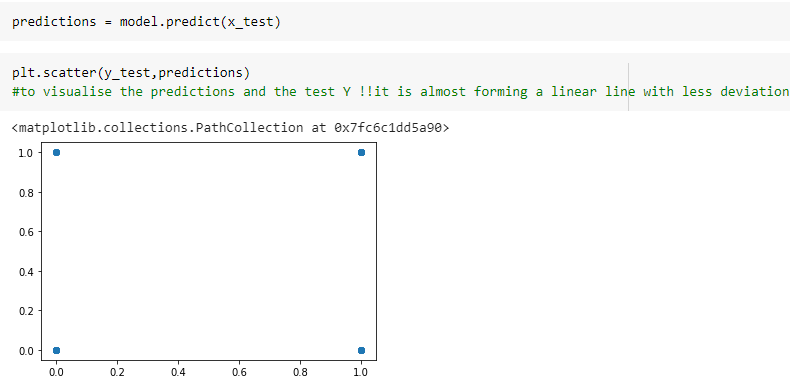 predictions = model.predict(x_test)
plt.scatter(y_test,predictions)
#to visualise the predictions and the test Y !!it is almost forming a linear line with less deviation
<matplotlib.collections.PathCollection at 0x7fc6c1dd5a90>
1.0
0.8
0.6
0.4
0.2
0.0
0.0 0.2 0.4 0.6 0.8 1.0